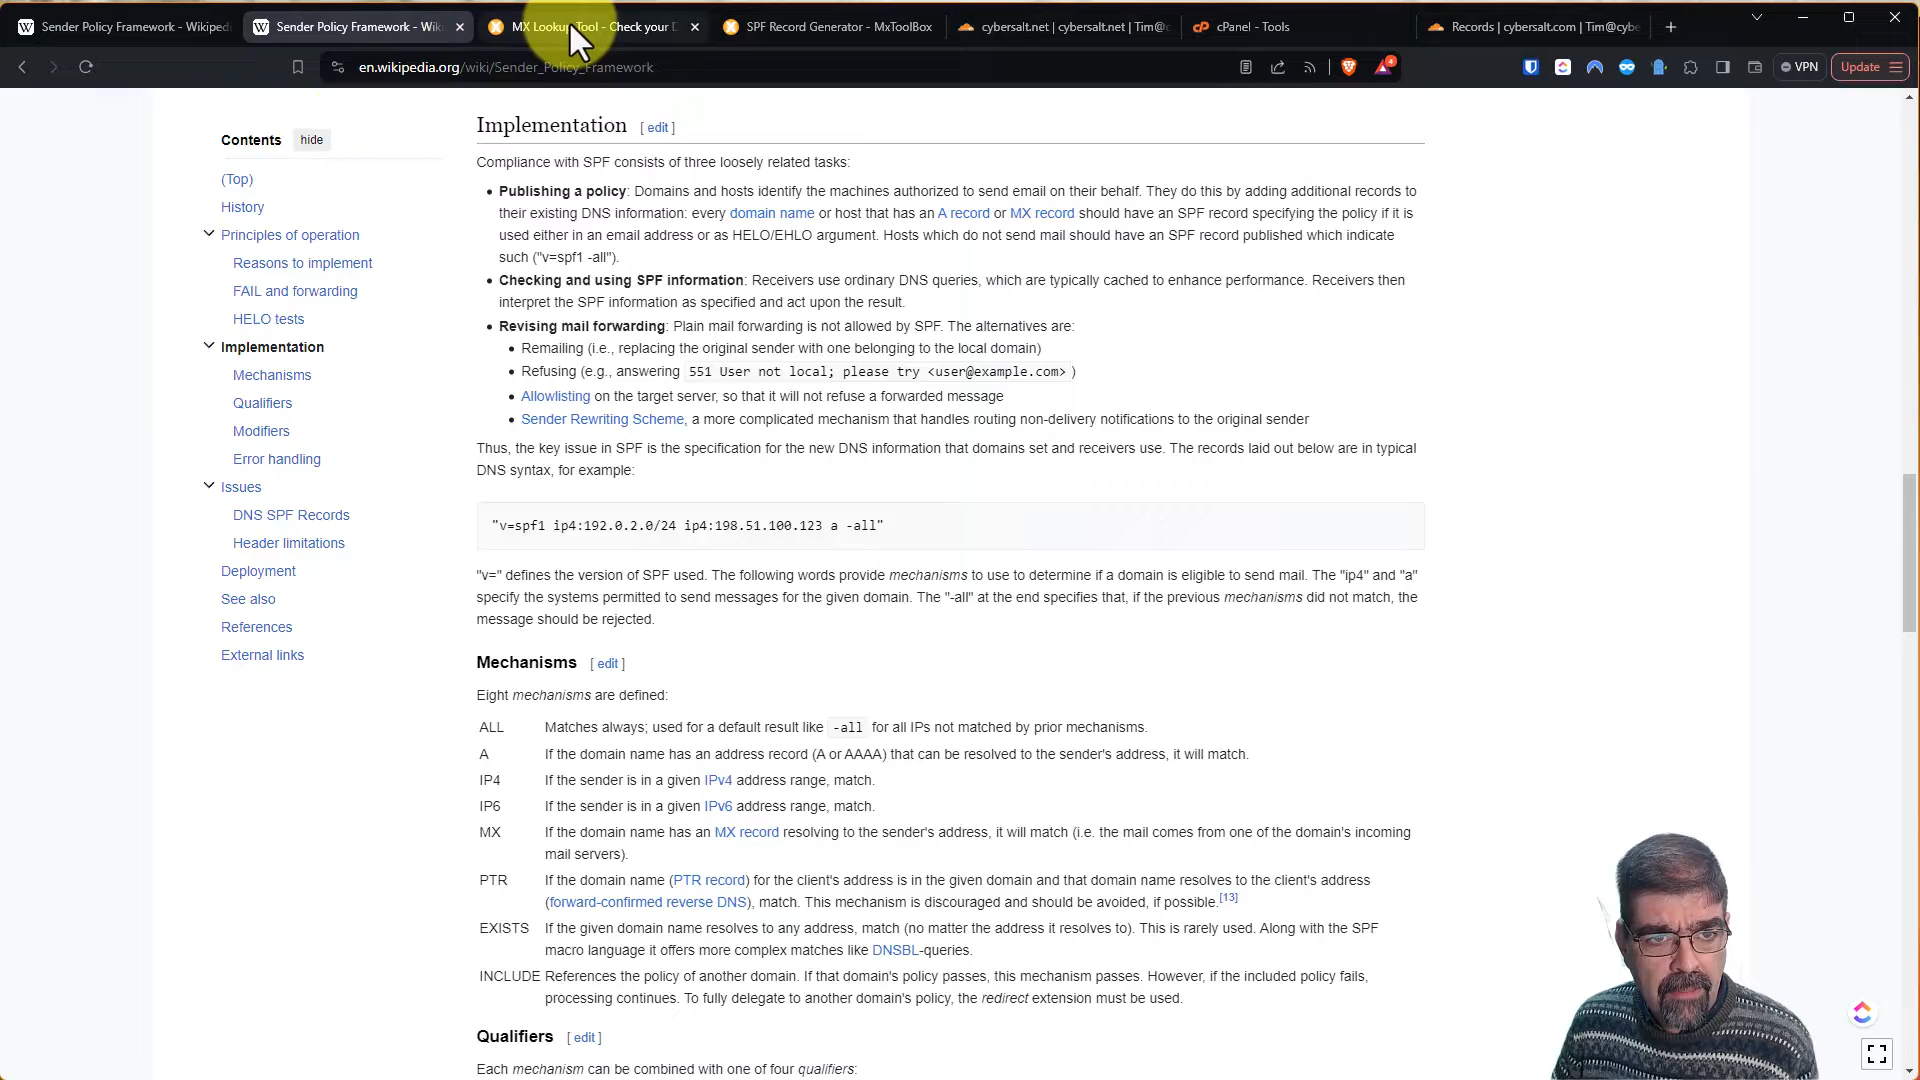 Sender Policy Framework - Wikiped
Sender Policy Framework - Wiki
MX Lookup Tool - Check your D
SPF Record Generator - MxToolBox
cybersalt.net | cybersalt.net | Tim@c
cPanel - Tools
Records | cybersalt.com | Tim@cybe
en.wikipedia.org/wiki/Sender_Policy_Framework
4
VPN
Update
Contents
hide
(Top)
History
Principles of operation
Reasons to implement
FAIL and forwarding
HELO tests
Implementation
Mechanisms
Qualifiers
Modifiers
Error handling
Issues
DNS SPF Records
Header limitations
Deployment
See also
References
External links
Implementation [ edit ]
Compliance with SPF consists of three loosely related tasks:
• Publishing a policy: Domains and hosts identify the machines authorized to send email on their behalf. They do this by adding additional records to
their existing DNS information: every domain name or host that has an A record or MX record should have an SPF record specifying the policy if it is
used either in an email address or as HELO/EHLO argument. Hosts which do not send mail should have an SPF record published which indicate
such ("v=spf1 -all").
• Checking and using SPF information: Receivers use ordinary DNS queries, which are typically cached to enhance performance. Receivers then
interpret the SPF information as specified and act upon the result.
• Revising mail forwarding: Plain mail forwarding is not allowed by SPF. The alternatives are:
• Remailing (i.e., replacing the original sender with one belonging to the local domain)
• Refusing (e.g., answering 551 User not local; please try <user@example.com> )
• Allowlisting on the target server, so that it will not refuse a forwarded message
• Sender Rewriting Scheme, a more complicated mechanism that handles routing non-delivery notifications to the original sender
Thus, the key issue in SPF is the specification for the new DNS information that domains set and receivers use. The records laid out below are in typical
DNS syntax, for example:
"v=spf1 ip4:192.0.2.0/24 ip4:198.51.100.123 a -all"
"v=" defines the version of SPF used. The following words provide mechanisms to use to determine if a domain is eligible to send mail. The "ip4" and "a"
specify the systems permitted to send messages for the given domain. The "-all" at the end specifies that, if the previous mechanisms did not match, the
message should be rejected.
Mechanisms [ edit ]
Eight mechanisms are defined:
ALL Matches always; used for a default result like -all for all IPs not matched by prior mechanisms.
A If the domain name has an address record (A or AAAA) that can be resolved to the sender's address, it will match.
IP4 If the sender is in a given IPv4 address range, match.
IP6 If the sender is in a given IPv6 address range, match.
MX If the domain name has an MX record resolving to the sender's address, it will match (i.e. the mail comes from one of the domain's incoming
mail servers).
PTR If the domain name (PTR record) for the client's address is in the given domain and that domain name resolves to the client's address
(forward-confirmed reverse DNS), match. This mechanism is discouraged and should be avoided, if possible.[13]
EXISTS If the given domain name resolves to any address, match (no matter the address it resolves to). This is rarely used. Along with the SPF
macro language it offers more complex matches like DNSBL-queries.
INCLUDE References the policy of another domain. If that domain's policy passes, this mechanism passes. However, if the included policy fails,
processing continues. To fully delegate to another domain's policy, the redirect extension must be used.
Qualifiers [ edit ]
Each mechanism can be combined with one of four qualifiers: